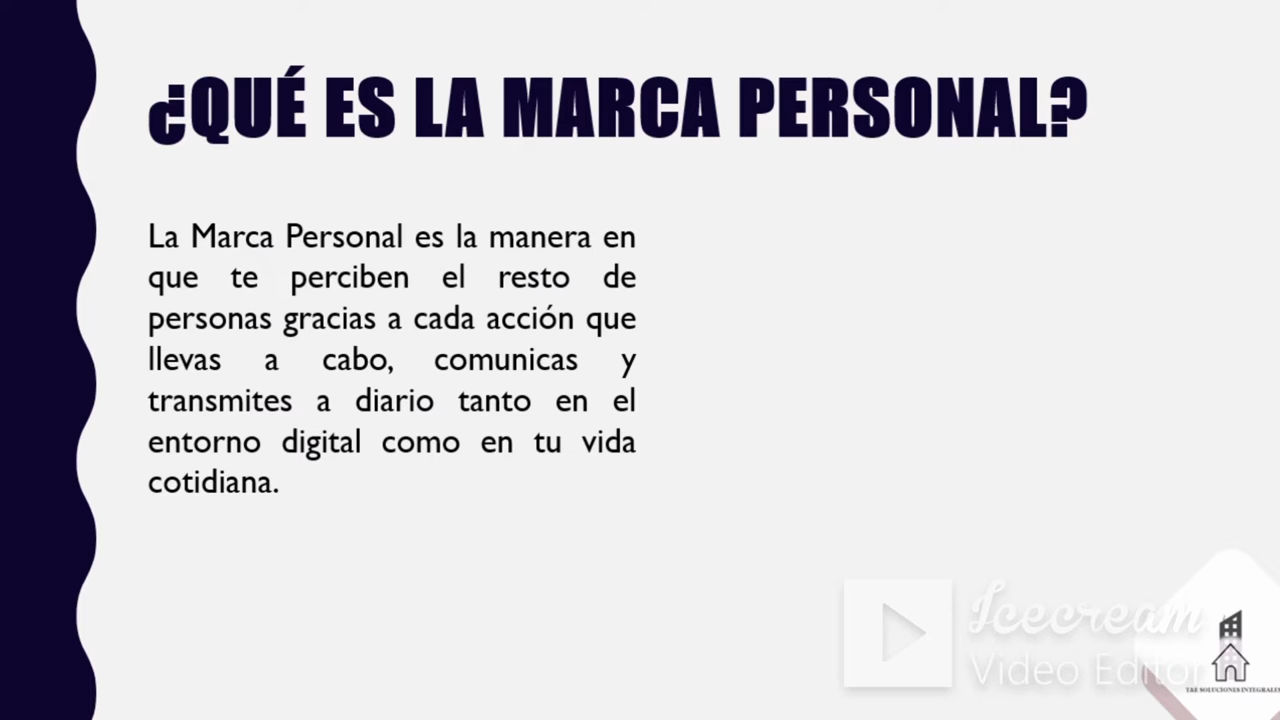 ¿QUÉ ES LA MARCA PERSONAL?
La Marca Personal es la manera en
que te perciben el resto de
personas gracias a cada acción que
llevas a cabo, comunicas y
transmites a diario tanto en el
entorno digital como en tu vida
cotidiana.
Icecream
Video Editor
SOLUCIONES INTEGRALES